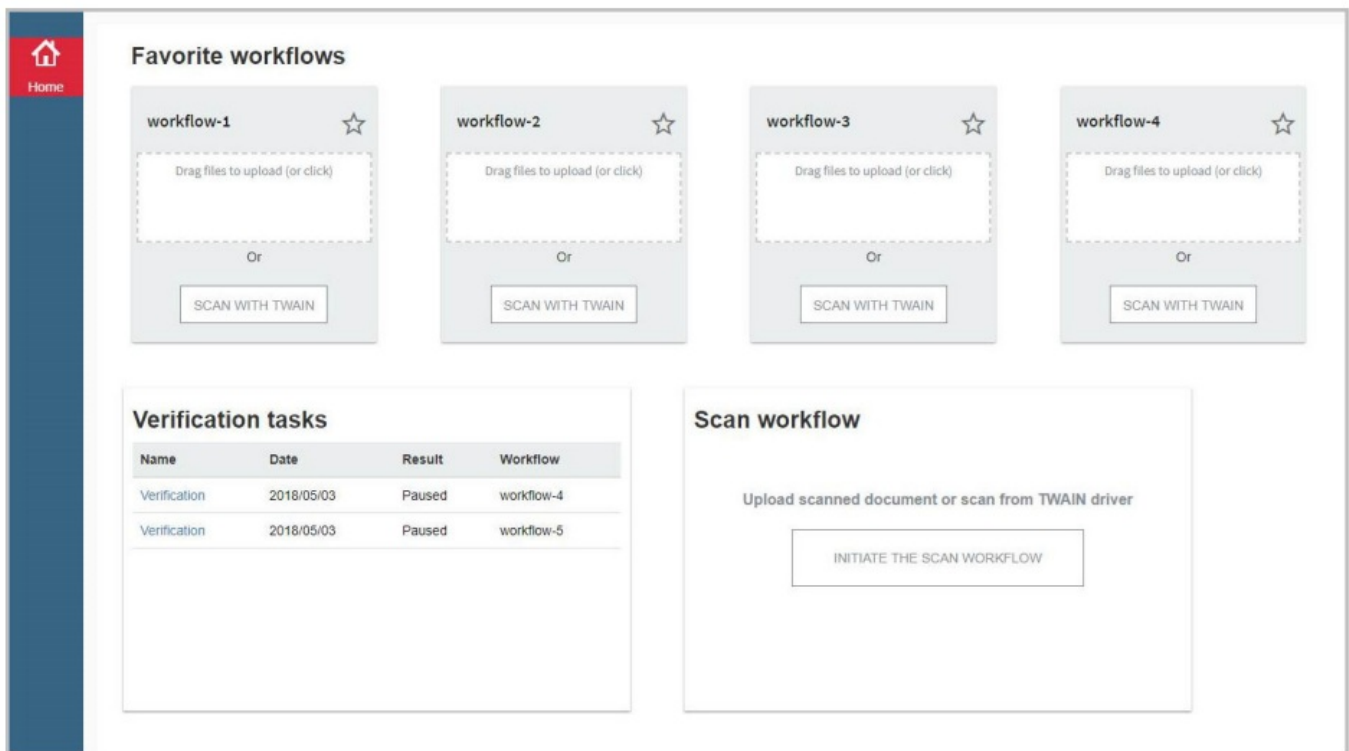 Home
Favorite workflows
workflow-1
Drag files to upload (or click)
Or
SCAN WITH TWAIN
workflow-2
Drag files to upload (or click)
Or
SCAN WITH TWAIN
workflow-3
Drag files to upload (or click)
Or
SCAN WITH TWAIN
workflow-4
Drag files to upload (or click)
Or
SCAN WITH TWAIN
Verification tasks
Name Date Result Workflow
Verification 2018/05/03 Paused workflow-4
Verification 2018/05/03 Paused workflow-5
Scan workflow
Upload scanned document or scan from TWAIN driver
INITIATE THE SCAN WORKFLOW